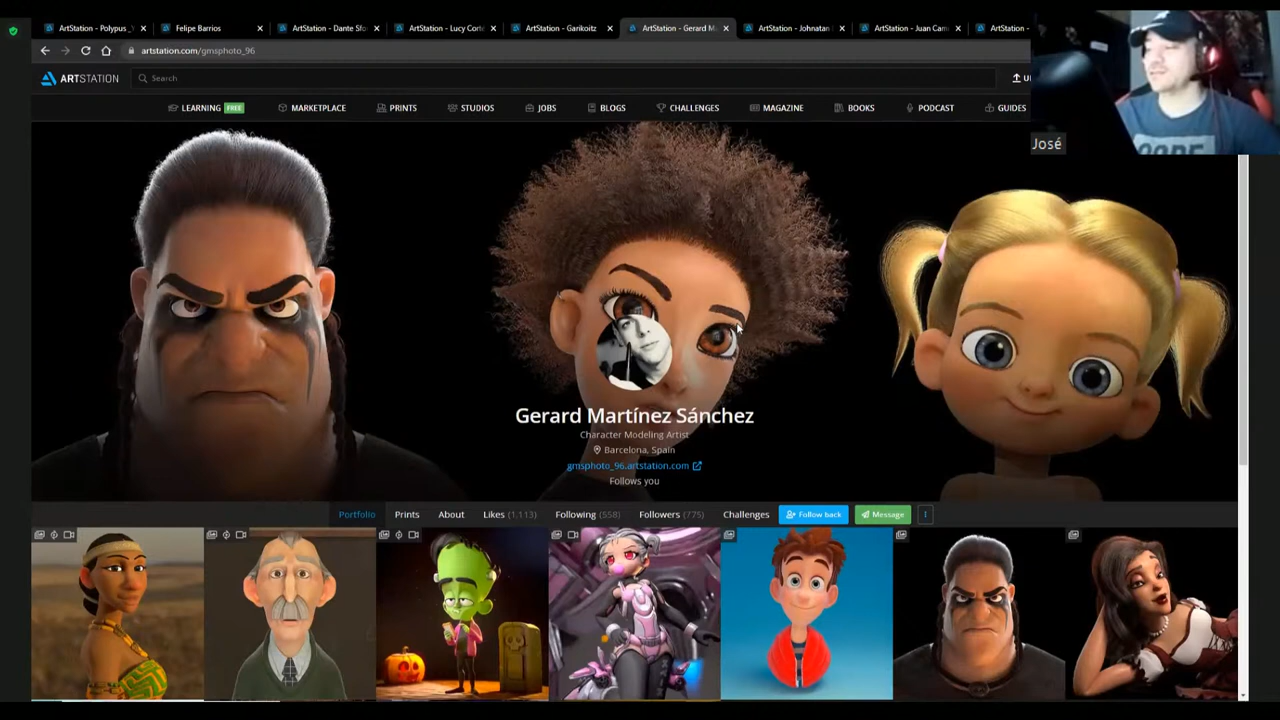 ArtStation - Polypus_
Felipe Barrios
ArtStation - Dante Sfo
ArtStation - Lucy Corte
ArtStation - Garikoitz
ArtStation - Gerard M
ArtStation - Johnatan
ArtStation - Juan Cam
ArtStation -
artstation.com/gmsphoto_96
ARTSTATION
Search
LEARNING FREE
MARKETPLACE
PRINTS
STUDIOS
JOBS
BLOGS
CHALLENGES
MAGAZINE
BOOKS
PODCAST
GUIDES
José
Gerard Martínez Sánchez
Character Modeling Artist
Barcelona, Spain
gmsphoto_96.artstation.com
Follows you
Portfolio
Prints
About
Likes (1.113)
Following (558)
Followers (775)
Challenges
Follow back
Message